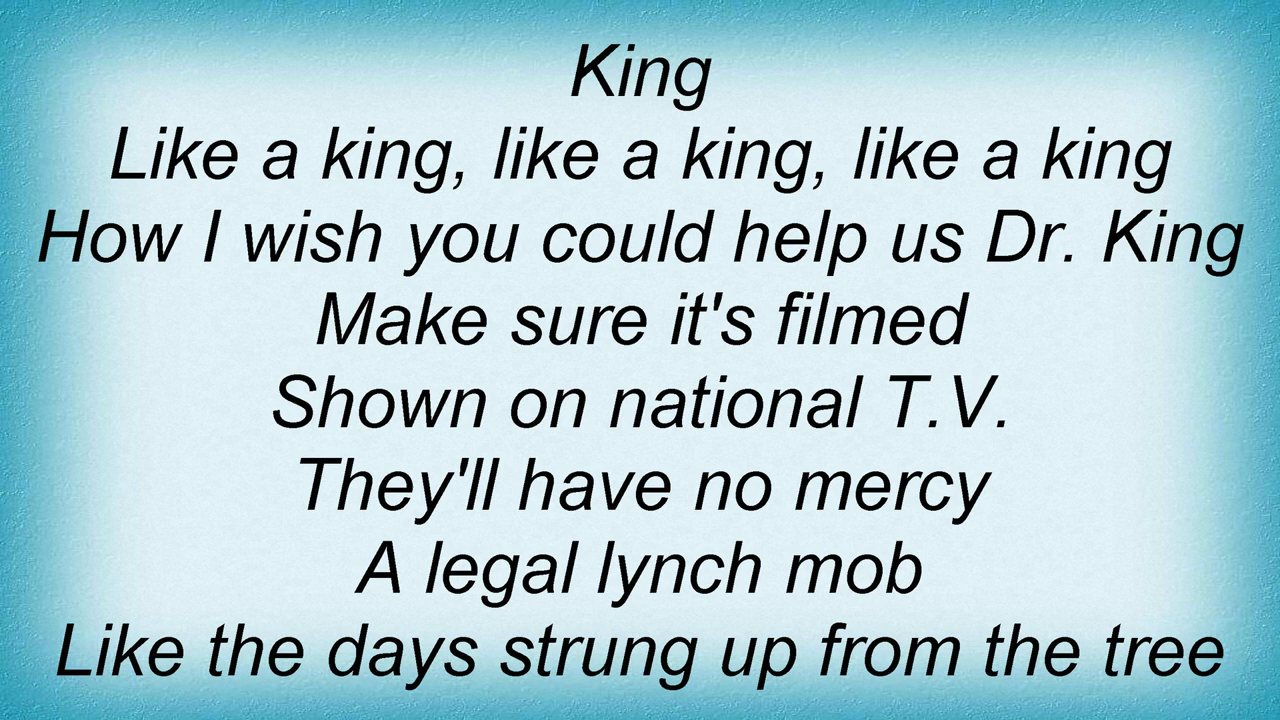 King
Like a king, like a king, like a king
How I wish you could help us Dr. King
Make sure it's filmed
Shown on national T.V.
They'll have no mercy
A legal lynch mob
Like the days strung up from the tree